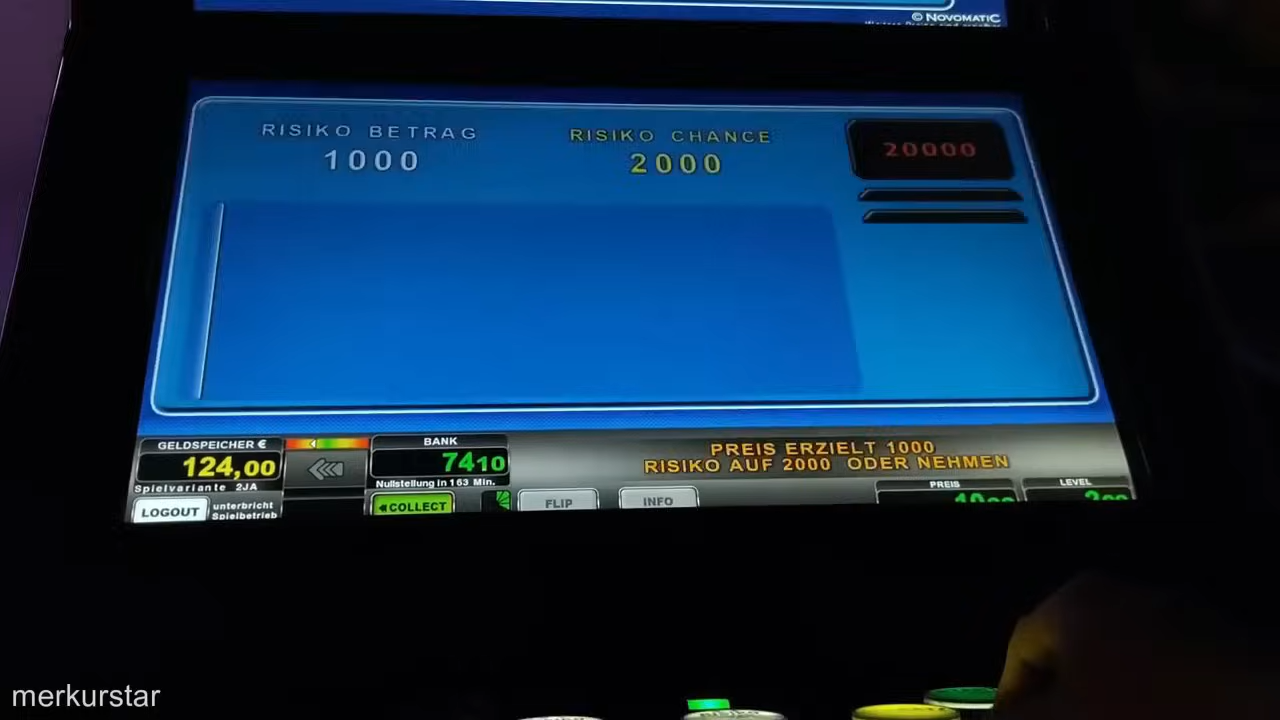 © NOVOMATIC
RISIKO BETRAG
1000
RISIKO CHANCE
2000
20000
GELDSPEICHER €
124,00
Spielvariante 2JA
LOGOUT
unterbricht
Spielbetrieb
BANK
7410
Nullstellung in 163 Min.
COLLECT
FLIP
INFO
PREIS ERZIELT 1000
RISIKO AUF 2000 ODER NEHMEN
PREIS
LEVEL
merkurstar